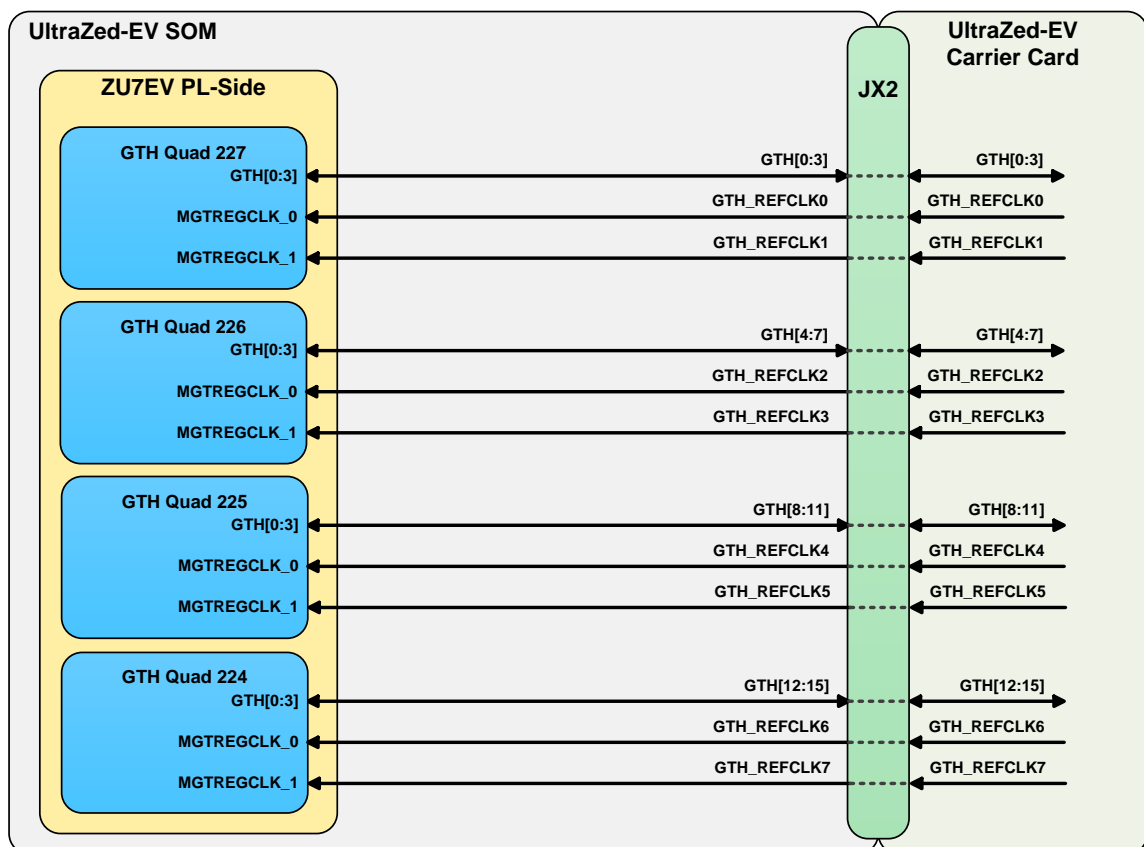 UltraZed-EV SOM
UltraZed-EV
Carrier Card
ZU7EV PL-Side
JX2
GTH Quad 227
GTH[0:3]
GTH[0:3]
GTH[0:3]
MGTREGCLK_0
GTH_REFCLK0
GTH_REFCLK0
MGTREGCLK_1
GTH_REFCLK1
GTH_REFCLK1
GTH Quad 226
GTH[0:3]
GTH[4:7]
GTH[4:7]
MGTREGCLK_0
GTH_REFCLK2
GTH_REFCLK2
MGTREGCLK_1
GTH_REFCLK3
GTH_REFCLK3
GTH Quad 225
GTH[0:3]
GTH[8:11]
GTH[8:11]
MGTREGCLK_0
GTH_REFCLK4
GTH_REFCLK4
MGTREGCLK_1
GTH_REFCLK5
GTH_REFCLK5
GTH Quad 224
GTH[0:3]
GTH[12:15]
GTH[12:15]
MGTREGCLK_0
GTH_REFCLK6
GTH_REFCLK6
MGTREGCLK_1
GTH_REFCLK7
GTH_REFCLK7